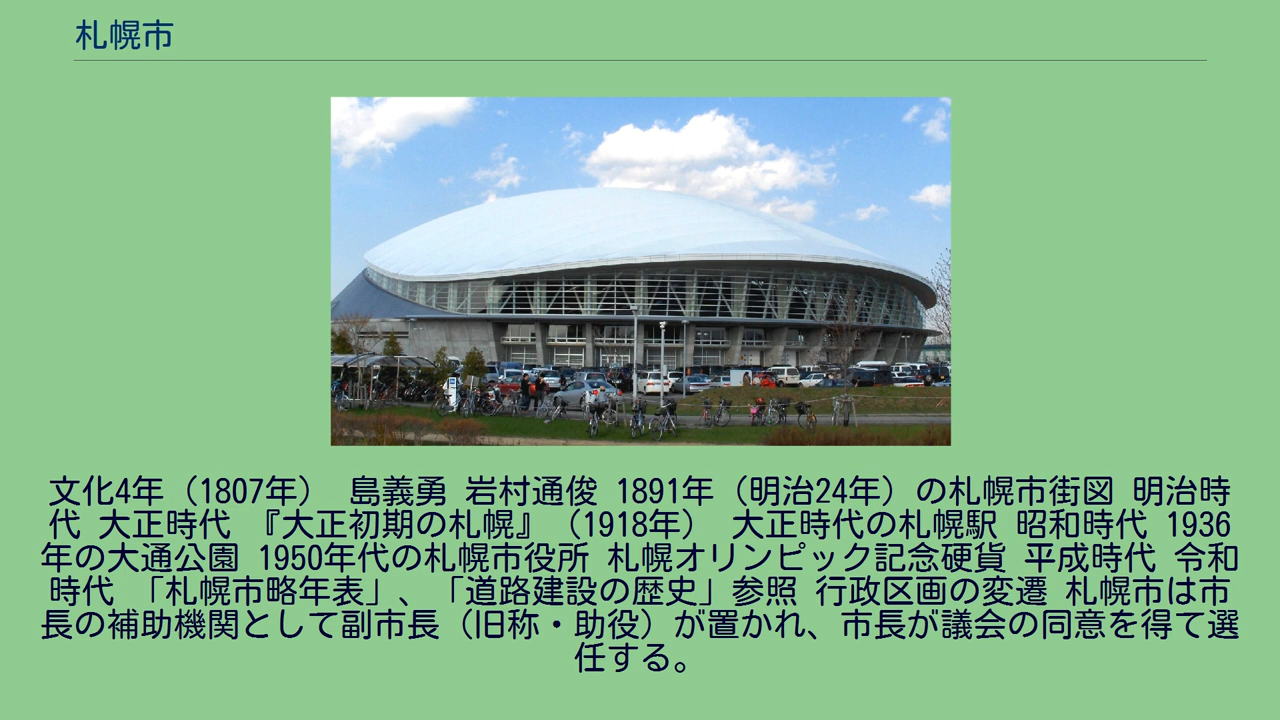 札幌市
文化4年（1807年） 島義勇 岩村通俊 1891年（明治24年）の札幌市街図 明治時
代 大正時代 『大正初期の札幌』（1918年） 大正時代の札幌駅 昭和時代 1936
年の大通公園 1950年代の札幌市役所 札幌オリンピック記念硬貨 平成時代 令和
時代 「札幌市略年表」、「道路建設の歴史」参照 行政区画の変遷 札幌市は市
長の補助機関として副市長（旧称・助役）が置かれ、市長が議会の同意を得て選
任する。